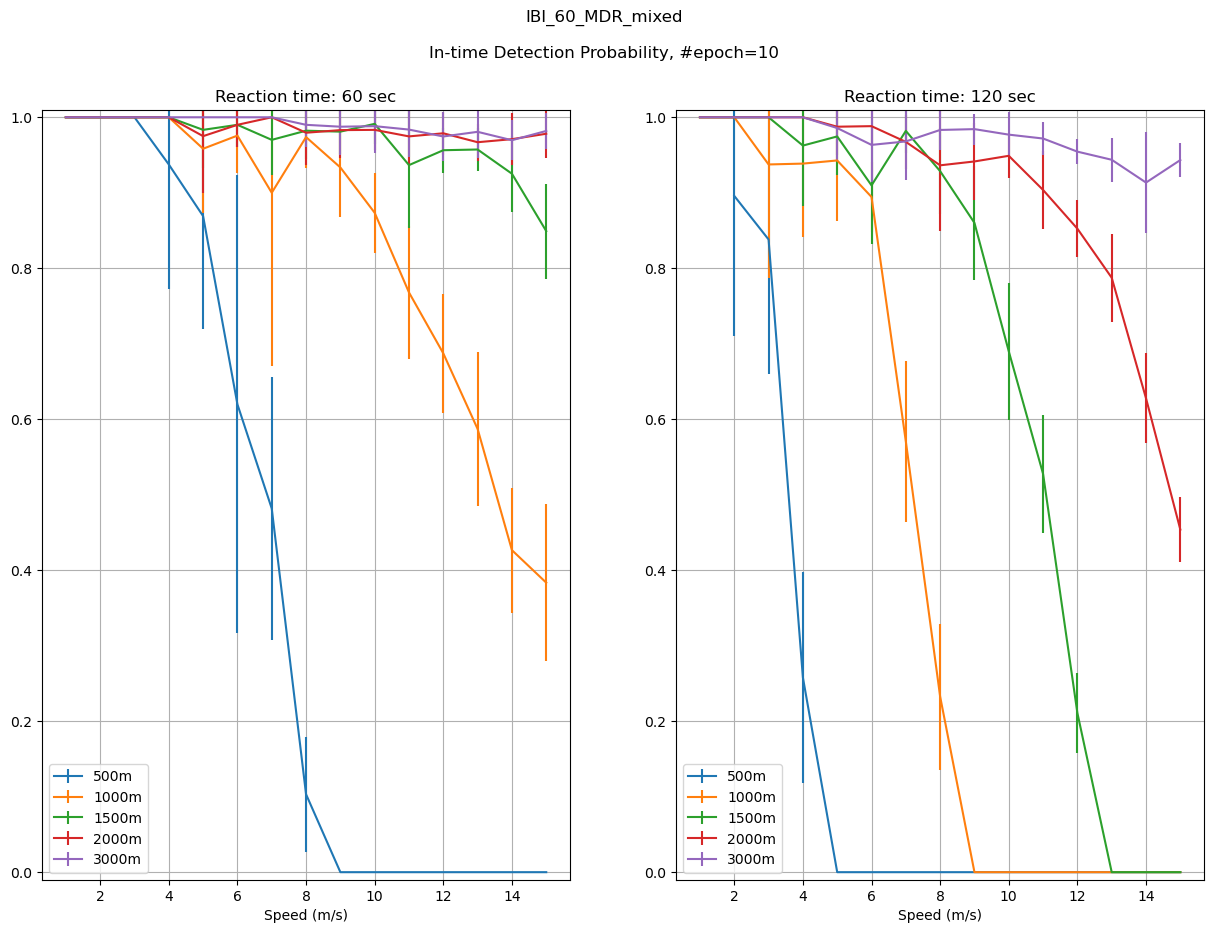 IBI_60_MDR_mixed
In-time Detection Probability, #epoch=10
Reaction time: 60 sec
1.0
0.8
0.6
0.4
0.2
0.0
2 4 6 8 10 12 14
Speed (m/s)
500m
1000m
1500m
2000m
3000m
Reaction time: 120 sec
1.0
0.8
0.6
0.4
0.2
0.0
2 4 6 8 10 12 14
Speed (m/s)
500m
1000m
1500m
2000m
3000m